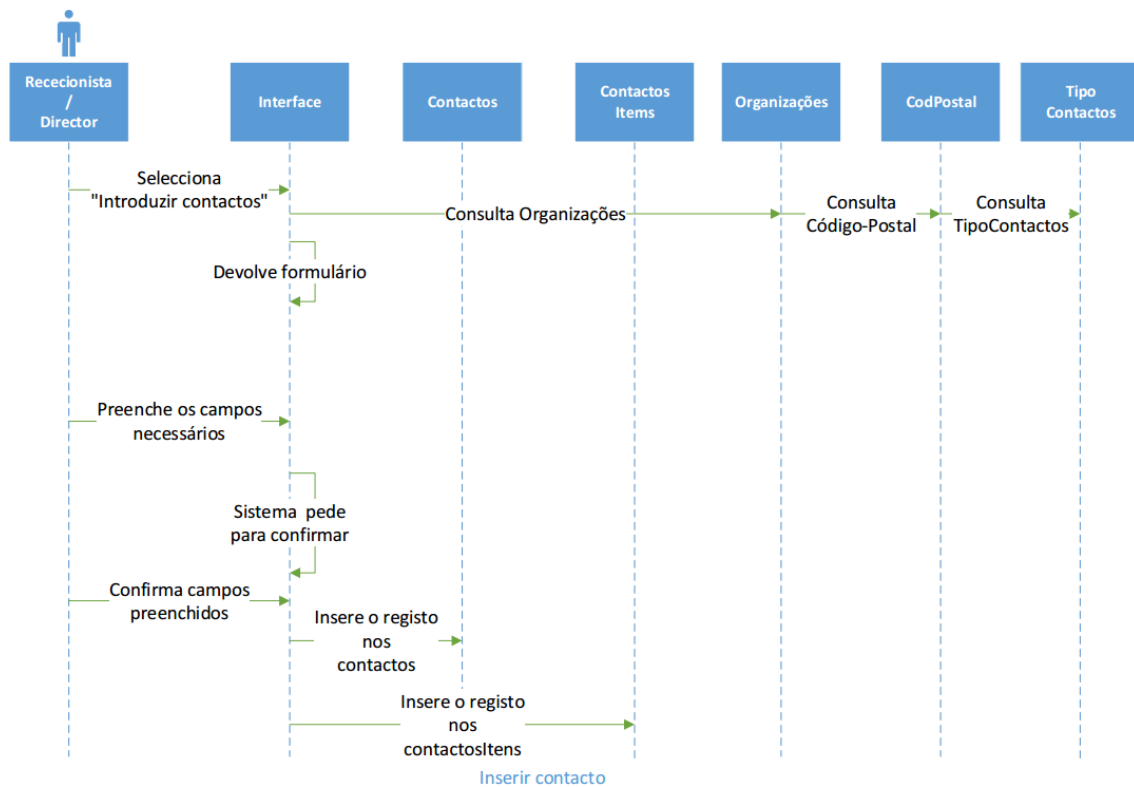 Rececionista
/
Director
Interface
Contactos
Contactos
Items
Organizações
CodPostal
Tipo
Contactos
Selecciona
"Introduzir contactos"
Consulta Organizações
Consulta
Código-Postal
Consulta
TipoContactos
Devolve formulário
Preenche os campos
necessários
Sistema  pede
para confirmar
Confirma campos
preenchidos
Insere o registo
nos
contactos
Insere o registo
nos
contactosItens
Inserir contacto